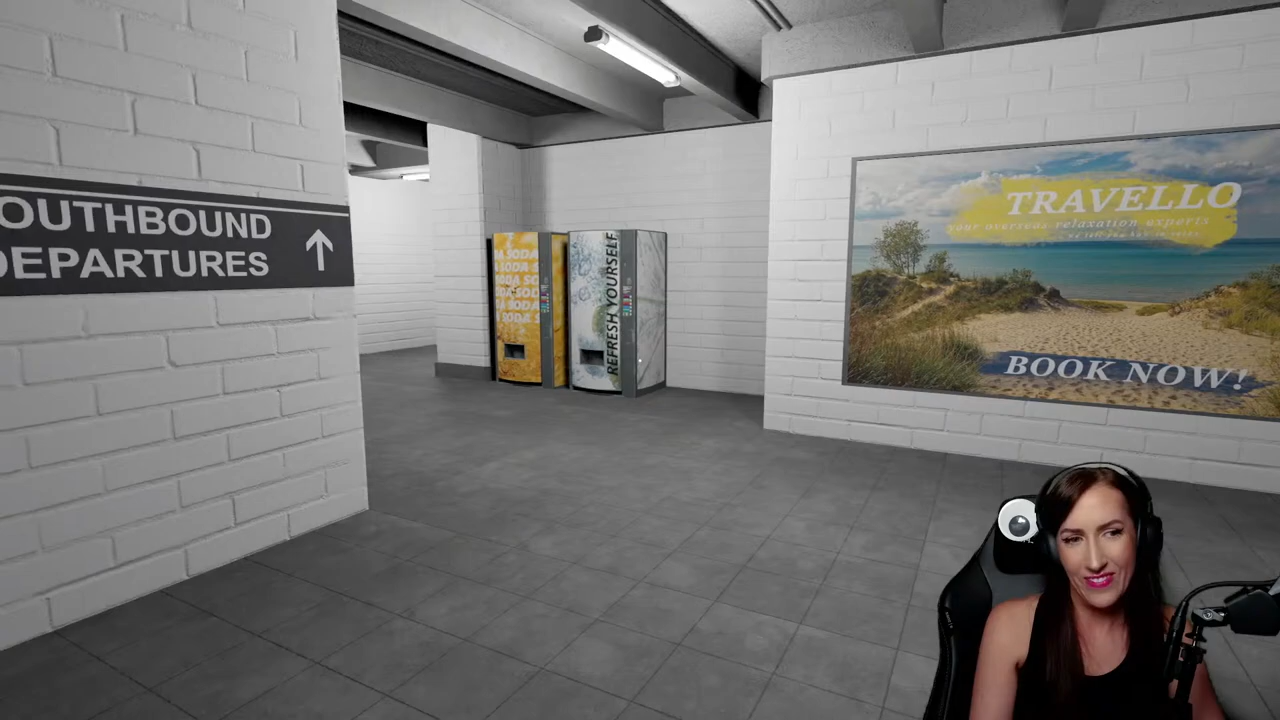 OUTHBOUND
DEPARTURES
SODA
REFRESH YOURSELF
TRAVELLO
your overseas relaxation experts
BOOK NOW!